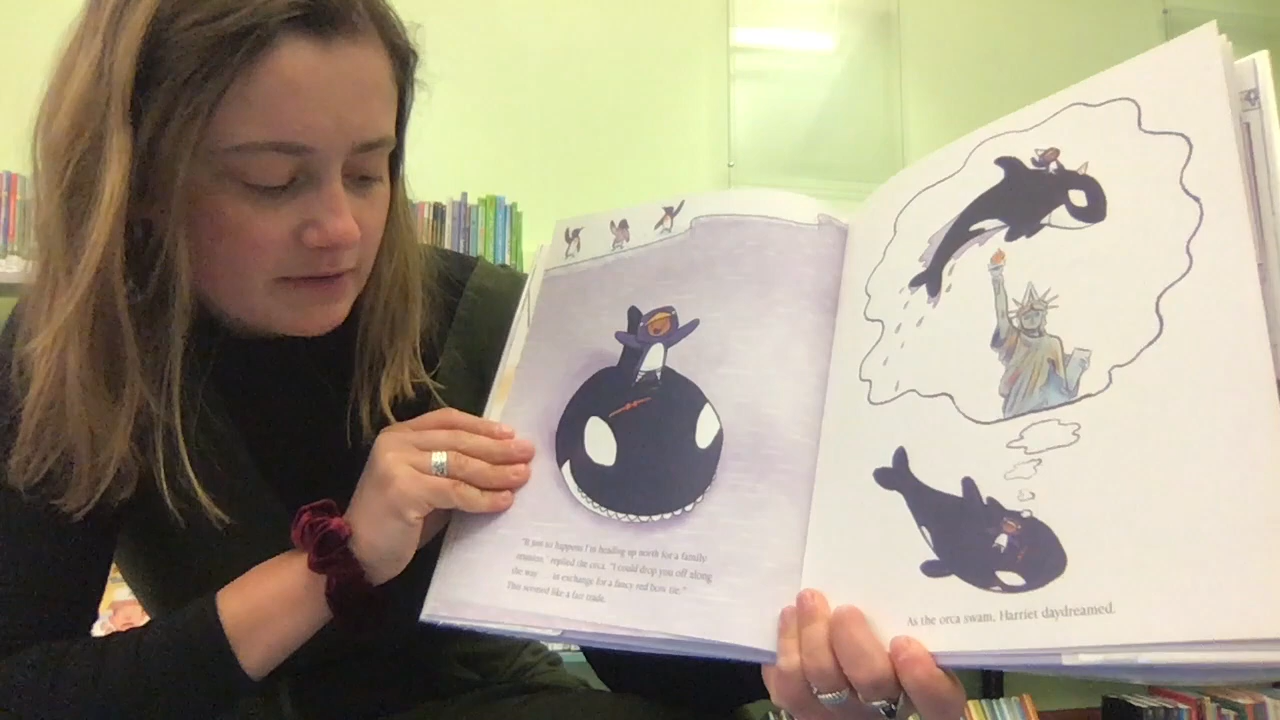 "It just so happens I'm heading up north for a family
reunion," replied the orca. "I could drop you off along
the way . . . in exchange for a fancy red bow tie."
This seemed like a fair trade.
As the orca swam, Harriet daydreamed.